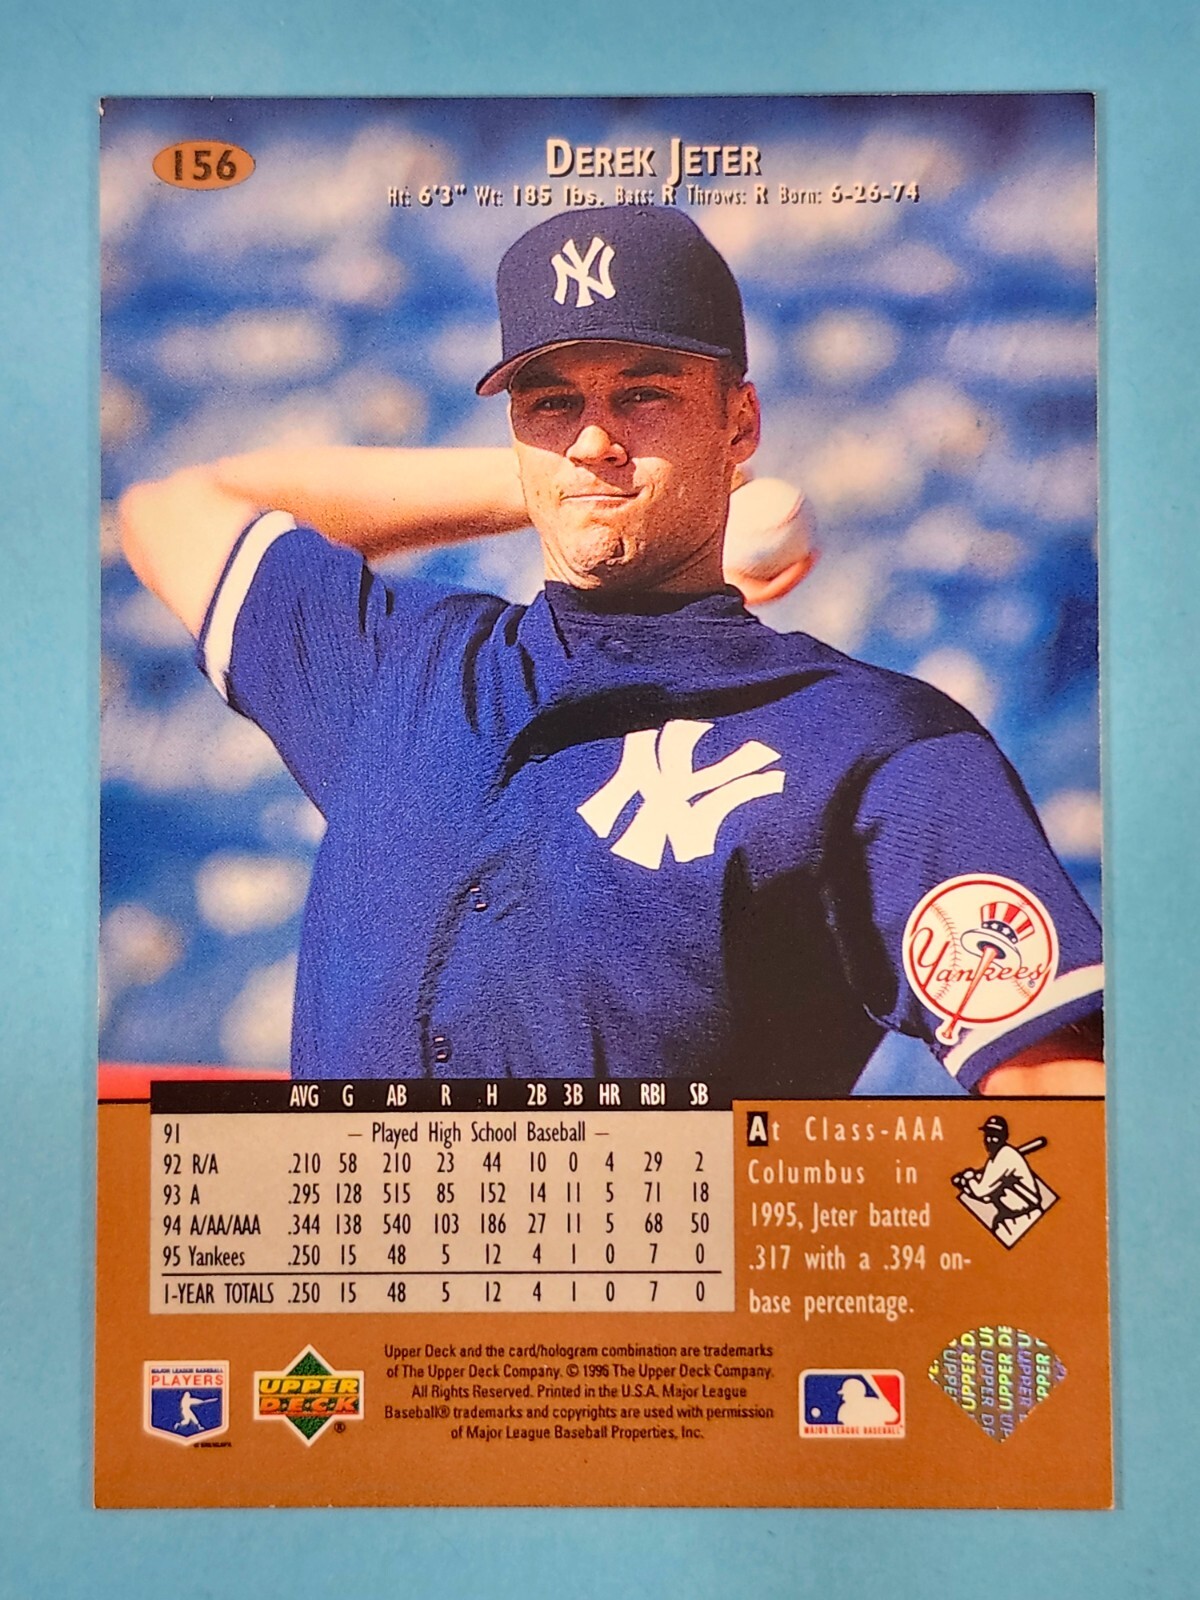 156
DEREK JETER
Ht: 6'3" Wt: 185 lbs. Bats: R Throws: R Born: 6-26-74
NY
NY
Yankees
AVG G AB R H 2B 3B HR RBI SB
91 – Played High School Baseball –
92 R/A .210 58 210 23 44 10 0 4 29 2
93 A .295 128 515 85 152 14 11 5 71 18
94 A/AA/AAA .344 138 540 103 186 27 11 5 68 50
95 Yankees .250 15 48 5 12 4 1 0 7 0
1-YEAR TOTALS .250 15 48 5 12 4 1 0 7 0
At Class-AAA
Columbus in
1995, Jeter batted
.317 with a .394 on-
base percentage.
MAJOR LEAGUE BASEBALL
PLAYERS
UPPER
DECK
®
Upper Deck and the card/hologram combination are trademarks
of The Upper Deck Company. © 1996 The Upper Deck Company.
All Rights Reserved. Printed in the U.S.A. Major League
Baseball® trademarks and copyrights are used with permission
of Major League Baseball Properties, Inc.
MAJOR LEAGUE BASEBALL
UPPER DE